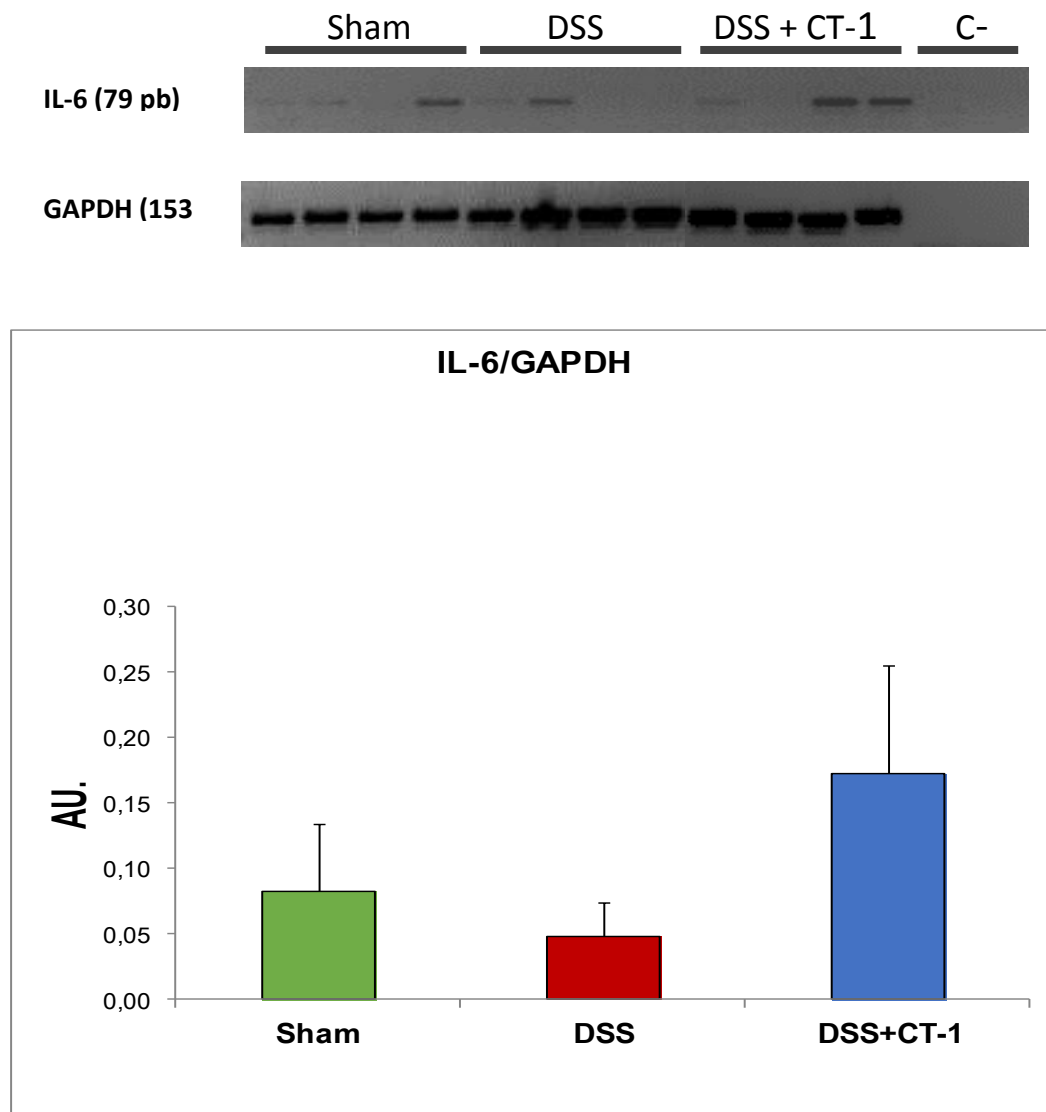 Sham DSS DSS + CT-1 C-
IL-6 (79 pb)
GAPDH (153
IL-6/GAPDH
0,30
0,25
0,20
0,15
0,10
0,05
0,00
AU.
Sham DSS DSS+CT-1